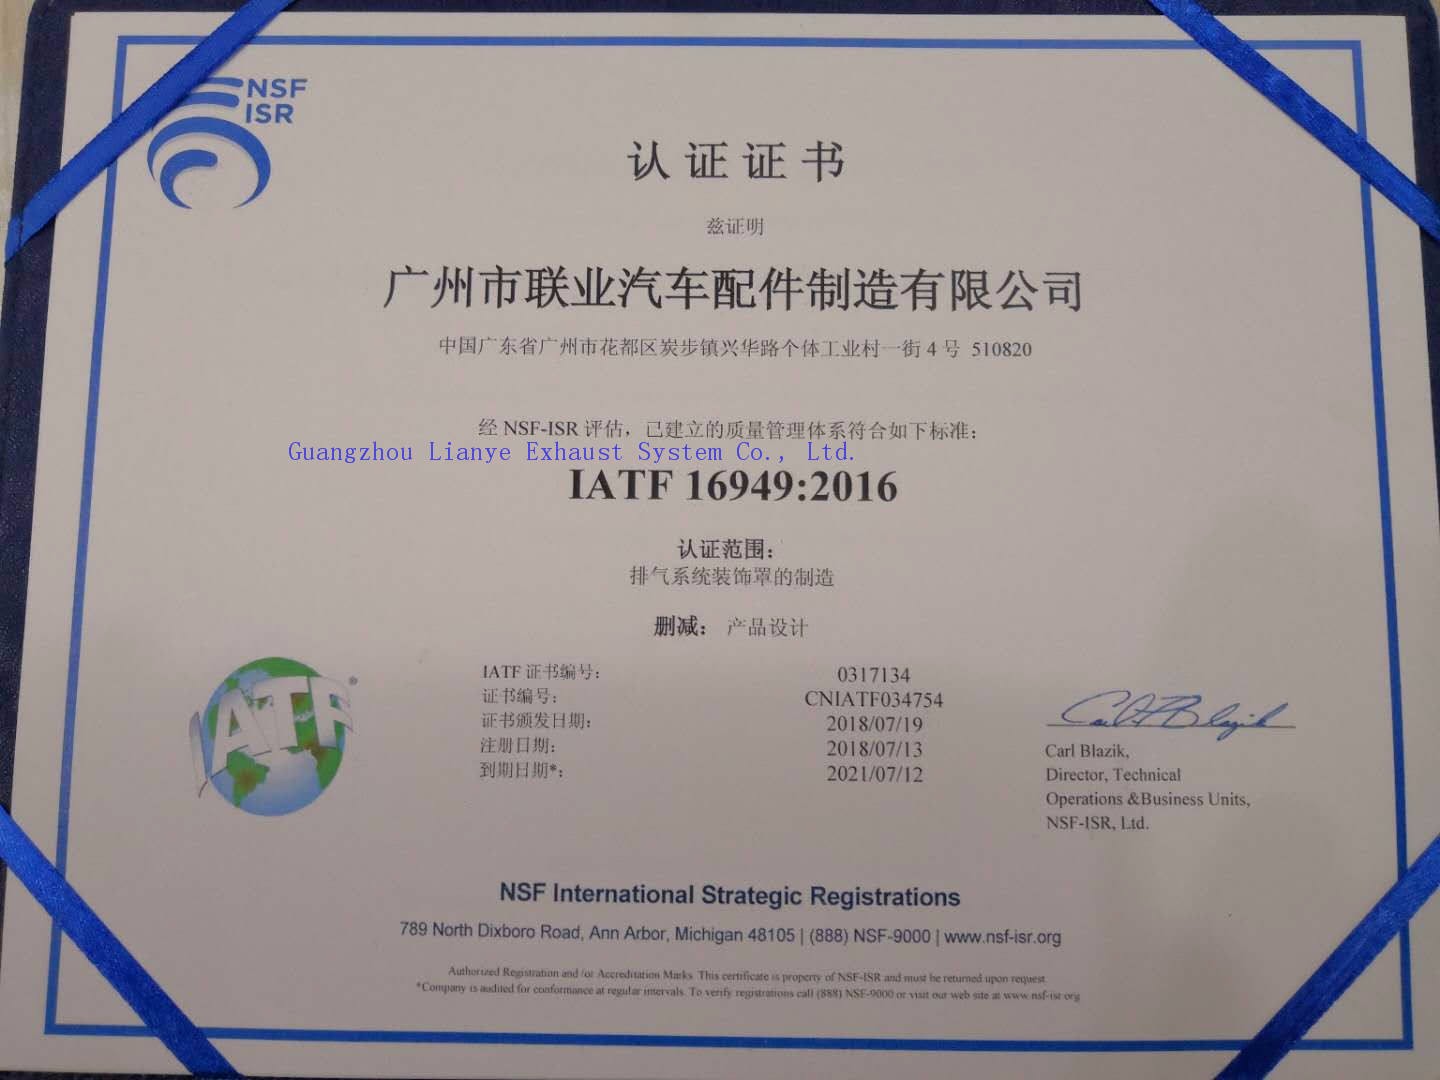 NSF
ISR
认证证书
兹证明
广州市联业汽车配件制造有限公司
中国广东省广州市花都区炭步镇兴华路个体工业村一街 4 号 510820
经 NSF-ISR 评估，已建立的质量管理体系符合如下标准：
Guangzhou Lianye Exhaust System Co., Ltd.
IATF 16949:2016
认证范围：
排气系统装饰罩的制造
删减： 产品设计
IATF®
IATF 证书编号： 0317134
证书编号： CNIATF034754
证书颁发日期： 2018/07/19
注册日期： 2018/07/13
到期日期*： 2021/07/12
Carl Blazik
Carl Blazik,
Director, Technical
Operations &Business Units,
NSF-ISR, Ltd.
NSF International Strategic Registrations
789 North Dixboro Road, Ann Arbor, Michigan 48105 | (888) NSF-9000 | www.nsf-isr.org
Authorized Registration and /or Accreditation Marks. This certificate is property of NSF-ISR and must be returned upon request.
*Company is audited for conformance at regular intervals. To verify registrations call (888) NSF-9000 or visit our web site at www.nsf-isr.org